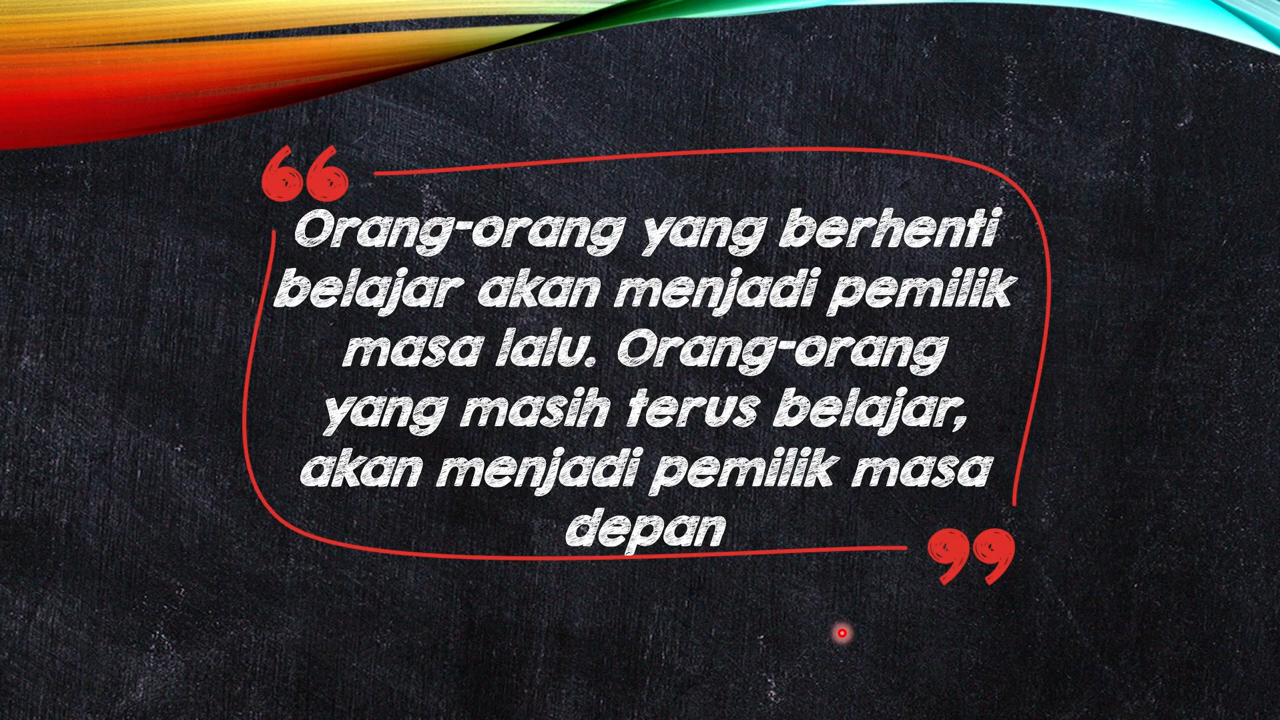 “
Orang-orang yang berhenti
belajar akan menjadi pemilik
masa lalu. Orang-orang
yang masih terus belajar,
akan menjadi pemilik masa
depan
”